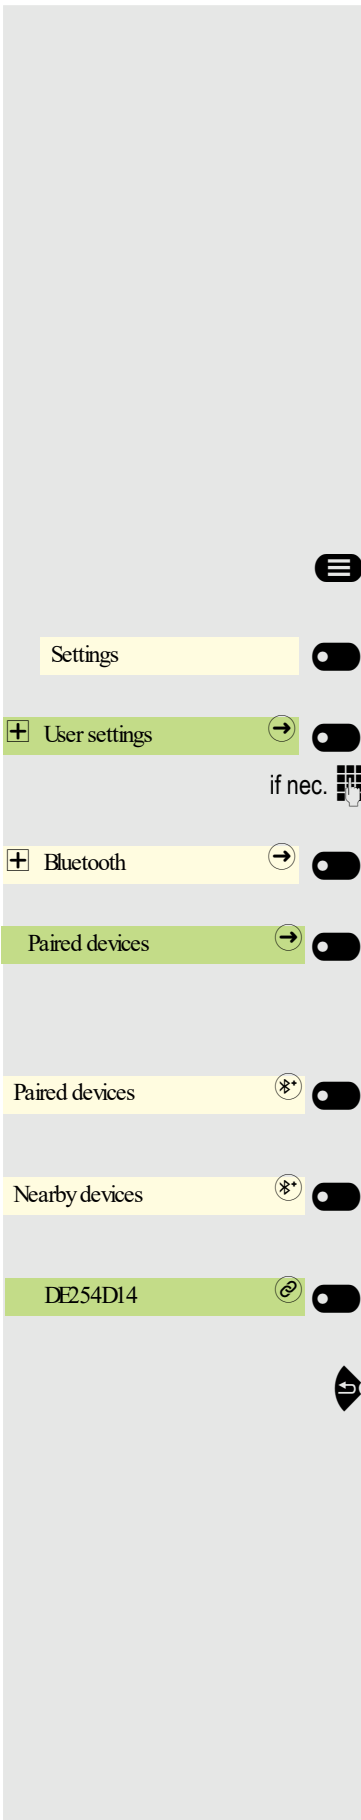 Settings
User settings
if nec.
Bluetooth
Paired devices
Paired devices
Nearby devices
DE254D14